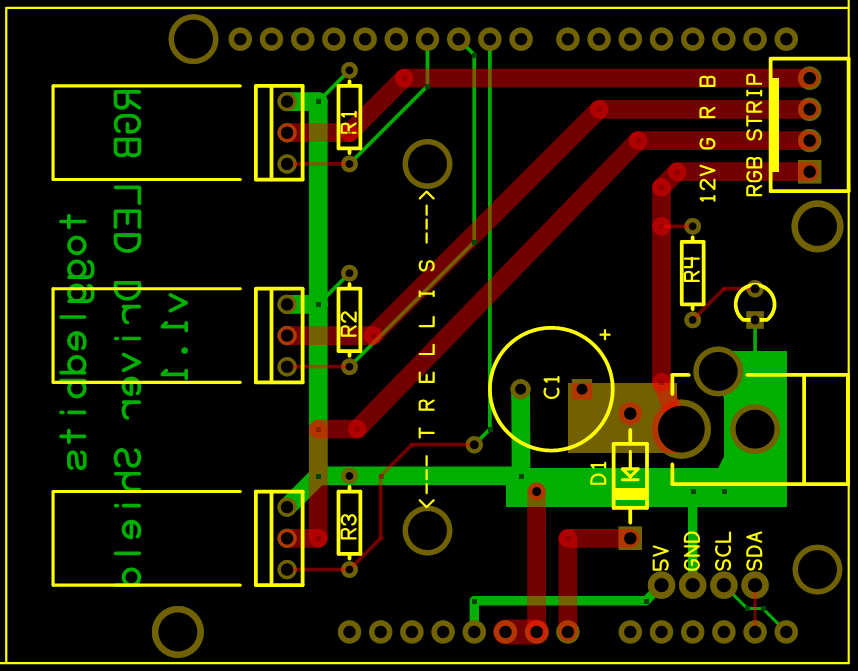 B
R
G
12V
RGB STRIP
R1
R2
R3
R4
C1
+
D1
<--- TRELLIS --->
5V
GND
SCL
SDA
RGB LED Driver Shield
v1.1
toggledbits